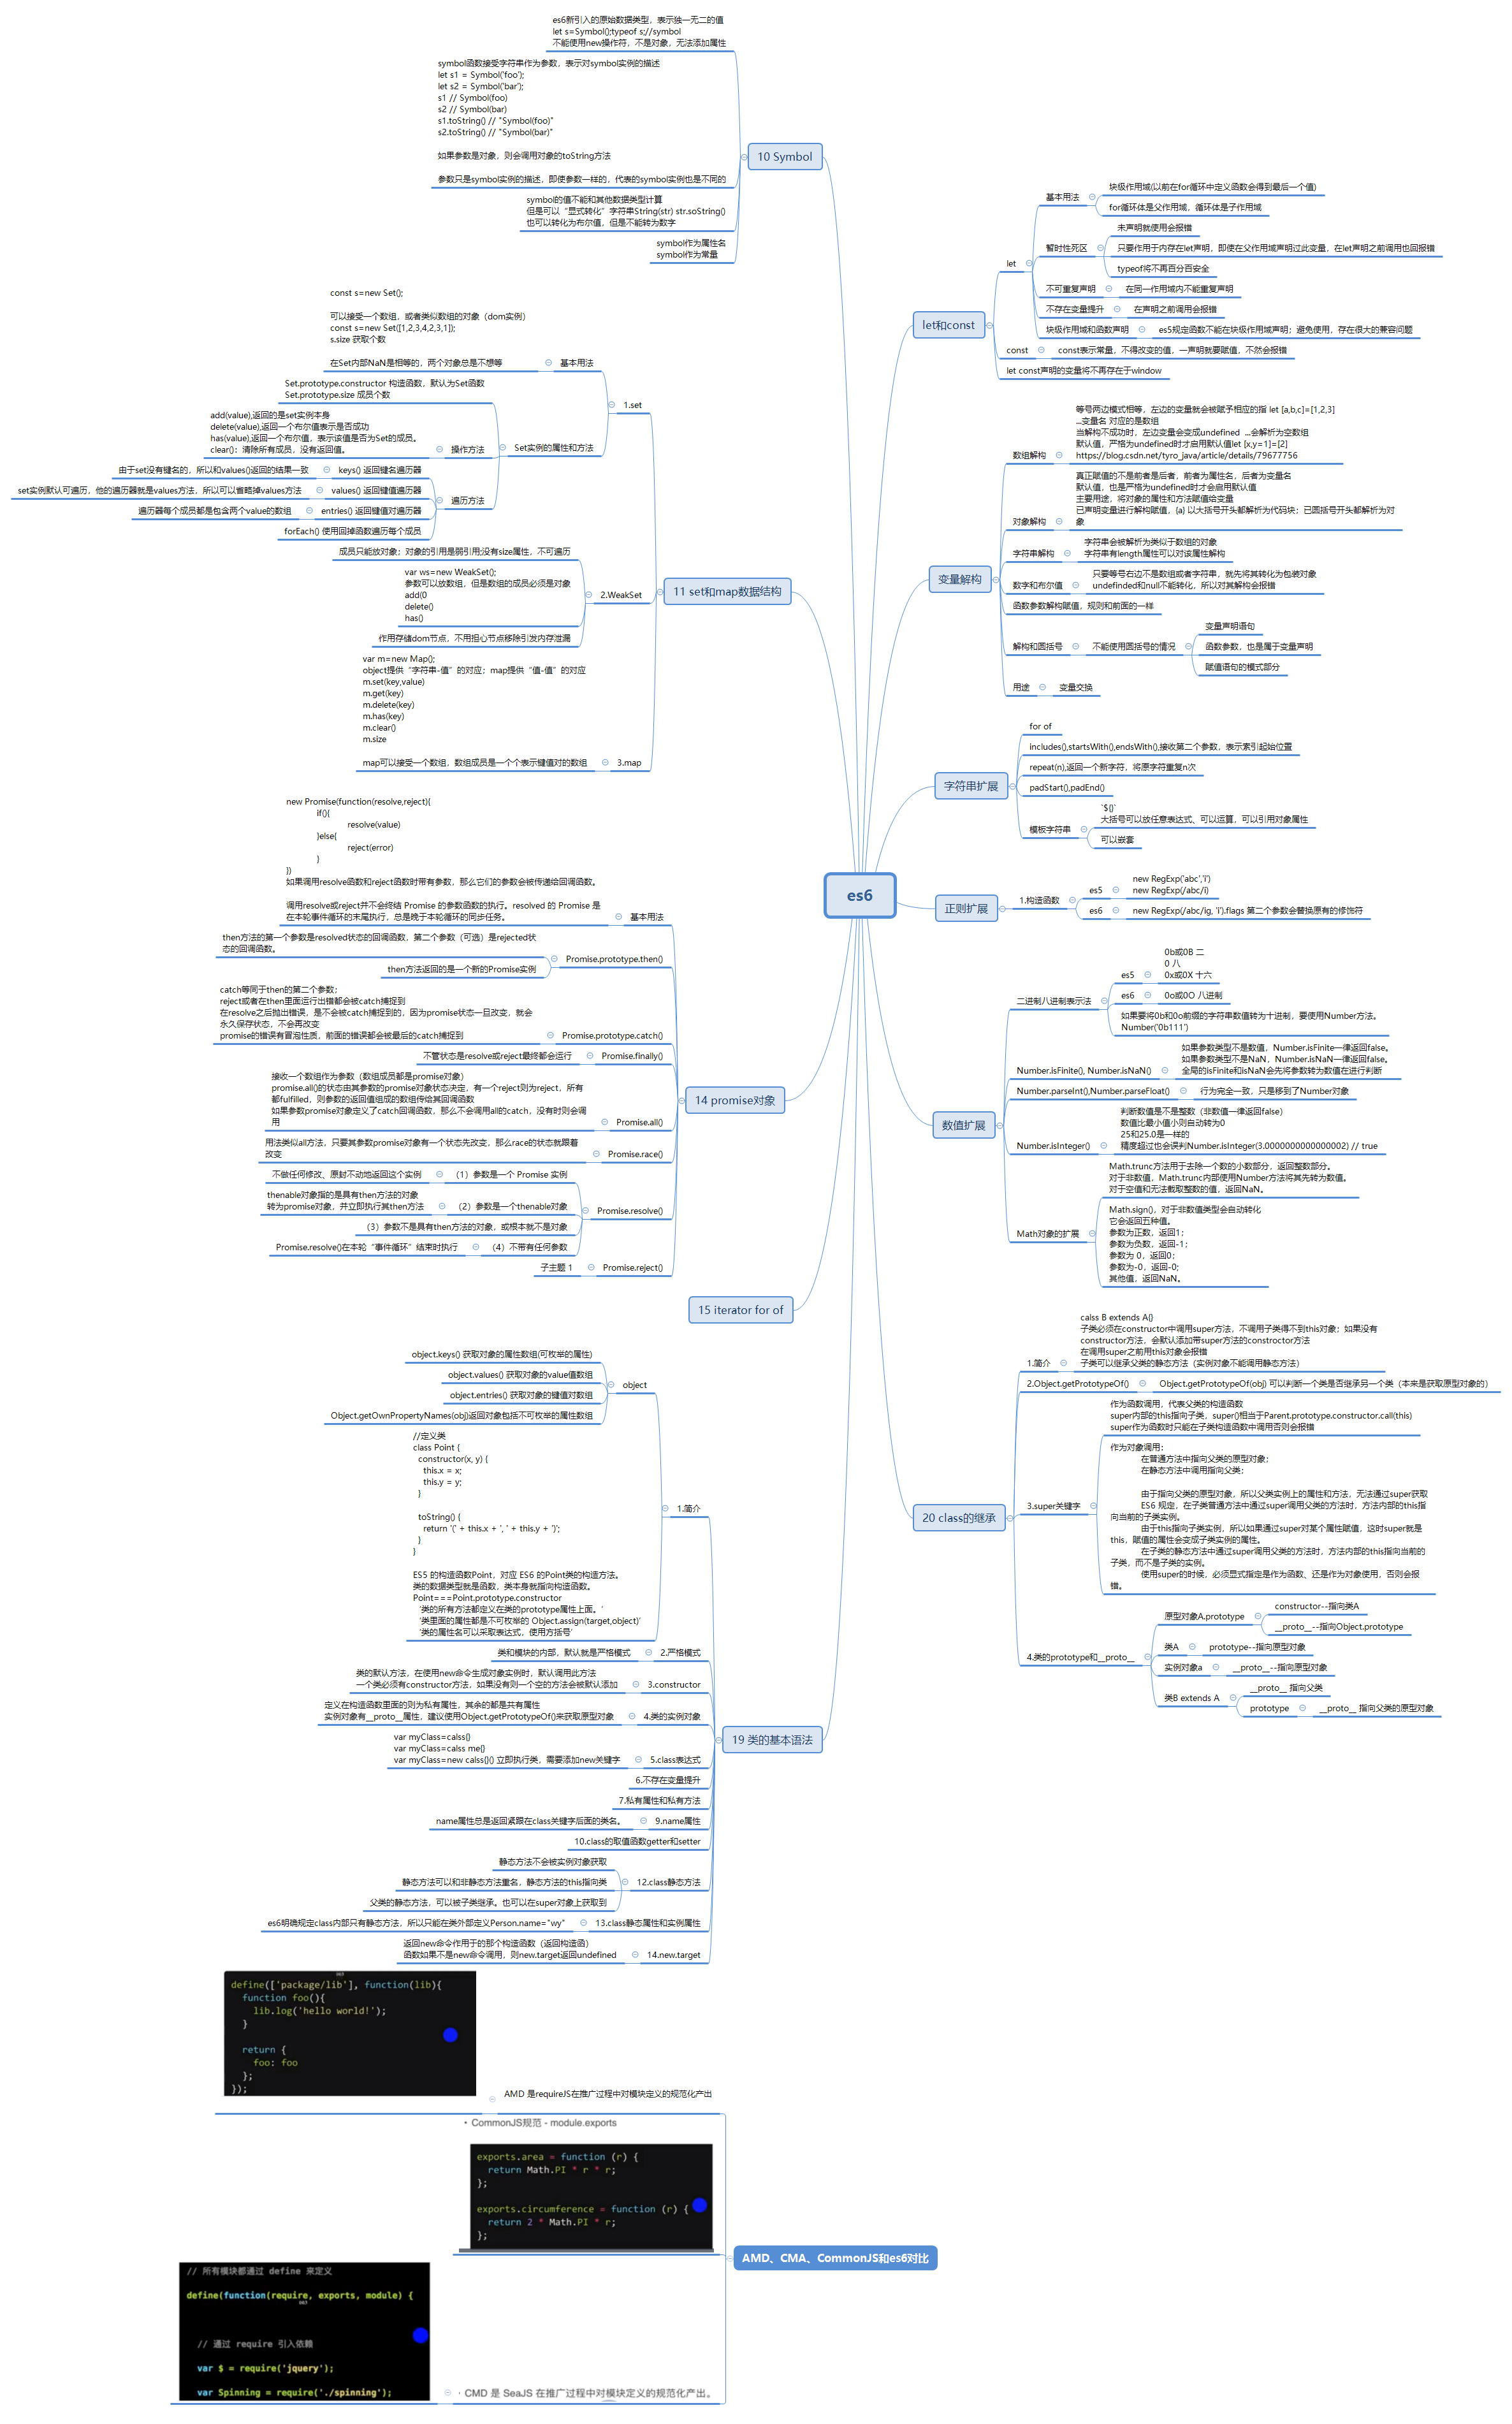 es6
let和const
let
基本用法
块级作用域(以前在for循环中定义函数会得到最后一个值)
for循环体是父作用域，循环体是子作用域
暂时性死区
未声明就使用会报错
只要作用于内存在let声明，即使在父作用域声明过此变量，在let声明之前调用也回报错
typeof将不再百分百安全
不可重复声明
在同一作用域内不能重复声明
不存在变量提升
在声明之前调用会报错
块级作用域和函数声明
es5规定函数不能在块级作用域声明；避免使用，存在很大的兼容问题
const
const表示常量，不得改变的值，一声明就要赋值，不然会报错
let const声明的变量将不再存在于window
变量解构
数组解构
等号两边模式相等，左边的变量就会被赋予相应的指 let [a,b,c]=[1,2,3]
...变量名 对应的是数组
当解构不成功时，左边变量会变成undefined ...会解析为空数组
默认值，严格为undefined时才启用默认值let [x,y=1]=[2]
https://blog.csdn.net/tyro_java/article/details/79677756
对象解构
真正赋值的不是前者是后者，前者为属性名，后者为变量名
默认值，也是严格为undefined时才会启用默认值
主要用途，将对象的属性和方法赋值给变量
已声明变量进行解构赋值，(a) 以大括号开头都解析为代码块；已圆括号开头都解析为对
象
字符串解构
字符串会被解析为类似于数组的对象
字符串有length属性可以对该属性解构
数字和布尔值
只要等号右边不是数组或者字符串，就先将其转化为包装对象
undefinded和null不能转化，所以对其解构会报错
函数参数解构赋值，规则和前面的一样
解构和圆括号
不能使用圆括号的情况
变量声明语句
函数参数，也是属于变量声明
赋值语句的模式部分
用途
变量交换
字符串扩展
for of
includes(),startsWith(),endsWith(),接收第二个参数，表示索引起始位置
repeat(n),返回一个新字符，将原字符重复n次
padStart(),padEnd()
模板字符串
`${}`
大括号可以放任意表达式、可以运算，可以引用对象属性
可以嵌套
正则扩展
1.构造函数
es5
new RegExp('abc','i')
new RegExp(/abc/i)
es6
new RegExp(/abc/ig, 'i').flags 第二个参数会替换原有的修饰符
数值扩展
二进制八进制表示法
es5
0b或0B 二
0 八
0x或0X 十六
es6
0o或0O 八进制
如果要将0b和0o前缀的字符串数值转为十进制，要使用Number方法。
Number('0b111')
Number.isFinite(), Number.isNaN()
如果参数类型不是数值，Number.isFinite一律返回false。
如果参数类型不是NaN，Number.isNaN一律返回false。
全局的isFinite和isNaN会先将参数转为数值在进行判断
Number.parseInt(),Number.parseFloat()
行为完全一致，只是移到了Number对象
Number.isInteger()
判断数值是不是整数（非数值一律返回false）
数值比最小值小则自动转为0
25和25.0是一样的
精度超过也会误判Number.isInteger(3.0000000000000002) // true
Math对象的扩展
Math.trunc方法用于去除一个数的小数部分，返回整数部分。
对于非数值，Math.trunc内部使用Number方法将其先转为数值。
对于空值和无法截取整数的值，返回NaN。
Math.sign()，对于非数值类型会自动转化
它会返回五种值。
参数为正数，返回1；
参数为负数，返回-1；
参数为 0，返回0；
参数为-0，返回-0;
其他值，返回NaN。
20 class的继承
1.简介
calss B extends A{}
子类必须在constructor中调用super方法，不调用子类得不到this对象；如果没有
constructor方法，会默认添加带super方法的constroctor方法
在调用super之前用this对象会报错
子类可以继承父类的静态方法（实例对象不能调用静态方法）
2.Object.getPrototypeOf()
Object.getPrototypeOf(obj) 可以判断一个类是否继承另一个类（本来是获取原型对象的）
3.super关键字
作为函数调用，代表父类的构造函数
super内部的this指向子类，super()相当于Parent.prototype.constructor.call(this)
super作为函数时只能在子类构造函数中调用否则会报错
作为对象调用：
在普通方法中指向父类的原型对象；
在静态方法中调用指向父类；
由于指向父类的原型对象，所以父类实例上的属性和方法，无法通过super获取
ES6 规定，在子类普通方法中通过super调用父类的方法时，方法内部的this指
向当前的子类实例。
由于this指向子类实例，所以如果通过super对某个属性赋值，这时super就是
this，赋值的属性会变成子类实例的属性。
在子类的静态方法中通过super调用父类的方法时，方法内部的this指向当前的
子类，而不是子类的实例。
使用super的时候，必须显式指定是作为函数、还是作为对象使用，否则会报
错。
4.类的prototype和__proto__
原型对象A.prototype
constructor--指向类A
__proto__--指向Object.prototype
类A
prototype--指向原型对象
实例对象a
__proto__--指向原型对象
类B extends A
__proto__ 指向父类
prototype
__proto__ 指向父类的原型对象
10 Symbol
es6新引入的原始数据类型，表示独一无二的值
let s=Symbol();typeof s;//symbol
不能使用new操作符，不是对象，无法添加属性
symbol函数接受字符串作为参数，表示对symbol实例的描述
let s1 = Symbol('foo');
let s2 = Symbol('bar');
s1 // Symbol(foo)
s2 // Symbol(bar)
s1.toString() // "Symbol(foo)"
s2.toString() // "Symbol(bar)"
如果参数是对象，则会调用对象的toString方法
参数只是symbol实例的描述，即使参数一样的，代表的symbol实例也是不同的
symbol的值不能和其他数据类型计算
但是可以“显式转化”字符串String(str) str.soString()
也可以转化为布尔值，但是不能转为数字
symbol作为属性名
symbol作为常量
11 set和map数据结构
1.set
基本用法
const s=new Set();
可以接受一个数组，或者类似数组的对象（dom实例）
const s=new Set([1,2,3,4,2,3,1]);
s.size 获取个数
在Set内部NaN是相等的，两个对象总是不想等
Set实例的属性和方法
Set.prototype.constructor 构造函数，默认为Set函数
Set.prototype.size 成员个数
操作方法
add(value),返回的是set实例本身
delete(value),返回一个布尔值表示是否成功
has(value),返回一个布尔值，表示该值是否为Set的成员。
clear()：清除所有成员，没有返回值。
遍历方法
keys() 返回键名遍历器
由于set没有键名的，所以和values()返回的结果一致
values() 返回键值遍历器
set实例默认可遍历，他的遍历器就是values方法，所以可以省略掉values方法
entries() 返回键值对遍历器
遍历器每个成员都是包含两个value的数组
forEach() 使用回掉函数遍历每个成员
2.WeakSet
成员只能放对象；对象的引用是弱引用;没有size属性，不可遍历
var ws=new WeakSet();
参数可以放数组，但是数组的成员必须是对象
add(0
delete()
has()
作用存储dom节点，不用担心节点移除引发内存泄漏
3.map
var m=new Map();
object提供“字符串-值”的对应；map提供“值-值”的对应
m.set(key,value)
m.get(key)
m.delete(key)
m.has(key)
m.clear()
m.size
map可以接受一个数组，数组成员是一个个表示键值对的数组
14 promise对象
基本用法
new Promise(function(resolve,reject){
if(){
resolve(value)
}else{
reject(error)
}
})
如果调用resolve函数和reject函数时带有参数，那么它们的参数会被传递给回调函数。
调用resolve或reject并不会终结 Promise 的参数函数的执行。resolved 的 Promise 是
在本轮事件循环的末尾执行，总是晚于本轮循环的同步任务。
Promise.prototype.then()
then方法的第一个参数是resolved状态的回调函数，第二个参数（可选）是rejected状
态的回调函数。
then方法返回的是一个新的Promise实例
Promise.prototype.catch()
catch等同于then的第二个参数；
reject或者在then里面运行出错都会被catch捕捉到
在resolve之后抛出错误，是不会被catch捕捉到的，因为promise状态一旦改变，就会
永久保存状态，不会再改变
promise的错误有冒泡性质，前面的错误都会被最后的catch捕捉到
Promise.finally()
不管状态是resolve或reject最终都会运行
Promise.all()
接收一个数组作为参数（数组成员都是promise对象）
promise.all()的状态由其参数的promise对象状态决定，有一个reject则为reject，所有
都fulfilled，则参数的返回值组成的数组传给其回调函数
如果参数promise对象定义了catch回调函数，那么不会调用all的catch，没有时则会调
用
Promise.race()
用法类似all方法，只要其参数promise对象有一个状态先改变，那么race的状态就跟着
改变
Promise.resolve()
（1）参数是一个 Promise 实例
不做任何修改、原封不动地返回这个实例
（2）参数是一个thenable对象
thenable对象指的是具有then方法的对象
转为promise对象，并立即执行其then方法
（3）参数不是具有then方法的对象，或根本就不是对象
（4）不带有任何参数
Promise.resolve()在本轮“事件循环”结束时执行
Promise.reject()
子主题 1
15 iterator for of
19 类的基本语法
1.简介
object
object.keys() 获取对象的属性数组(可枚举的属性)
object.values() 获取对象的value值数组
object.entries() 获取对象的键值对数组
Object.getOwnPropertyNames(obj)返回对象包括不可枚举的属性数组
//定义类
class Point {
constructor(x, y) {
this.x = x;
this.y = y;
}
toString() {
return '(' + this.x + ', ' + this.y + ')';
}
}
ES5 的构造函数Point，对应 ES6 的Point类的构造方法。
类的数据类型就是函数，类本身就指向构造函数。
Point===Point.prototype.constructor
'类的所有方法都定义在类的prototype属性上面。'
'类里面的属性都是不可枚举的 Object.assign(target,object)'
'类的属性名可以采取表达式，使用方括号'
2.严格模式
类和模块的内部，默认就是严格模式
3.constructor
类的默认方法，在使用new命令生成对象实例时，默认调用此方法
一个类必须有constructor方法，如果没有则一个空的方法会被默认添加
4.类的实例对象
定义在构造函数里面的则为私有属性，其余的都是共有属性
实例对象有__proto__属性，建议使用Object.getPrototypeOf()来获取原型对象
5.class表达式
var myClass=calss{}
var myClass=calss me{}
var myClass=new calss{}() 立即执行类，需要添加new关键字
6.不存在变量提升
7.私有属性和私有方法
9.name属性
name属性总是返回紧跟在class关键字后面的类名。
10.class的取值函数getter和setter
12.class静态方法
静态方法不会被实例对象获取
静态方法可以和非静态方法重名，静态方法的this指向类
父类的静态方法，可以被子类继承。也可以在super对象上获取到
13.class静态属性和实例属性
es6明确规定class内部只有静态方法，所以只能在类外部定义Person.name="wy"
14.new.target
返回new命令作用于的那个构造函数（返回构造函）
函数如果不是new命令调用，则new.target返回undefined
AMD、CMA、CommonJS和es6对比
AMD 是requireJS在推广过程中对模块定义的规范化产出
define(['package/lib'], function(lib){
function foo(){
lib.log('hello world!');
}
return {
foo: foo
};
});
• CommonJS规范 - module.exports
exports.area = function (r) {
return Math.PI * r * r;
};
exports.circumference = function (r) {
return 2 * Math.PI * r;
};
· CMD 是 SeaJS 在推广过程中对模块定义的规范化产出。
// 所有模块都通过 define 来定义
define(function(require, exports, module) {
// 通过 require 引入依赖
var $ = require('jquery');
var Spinning = require('./spinning');